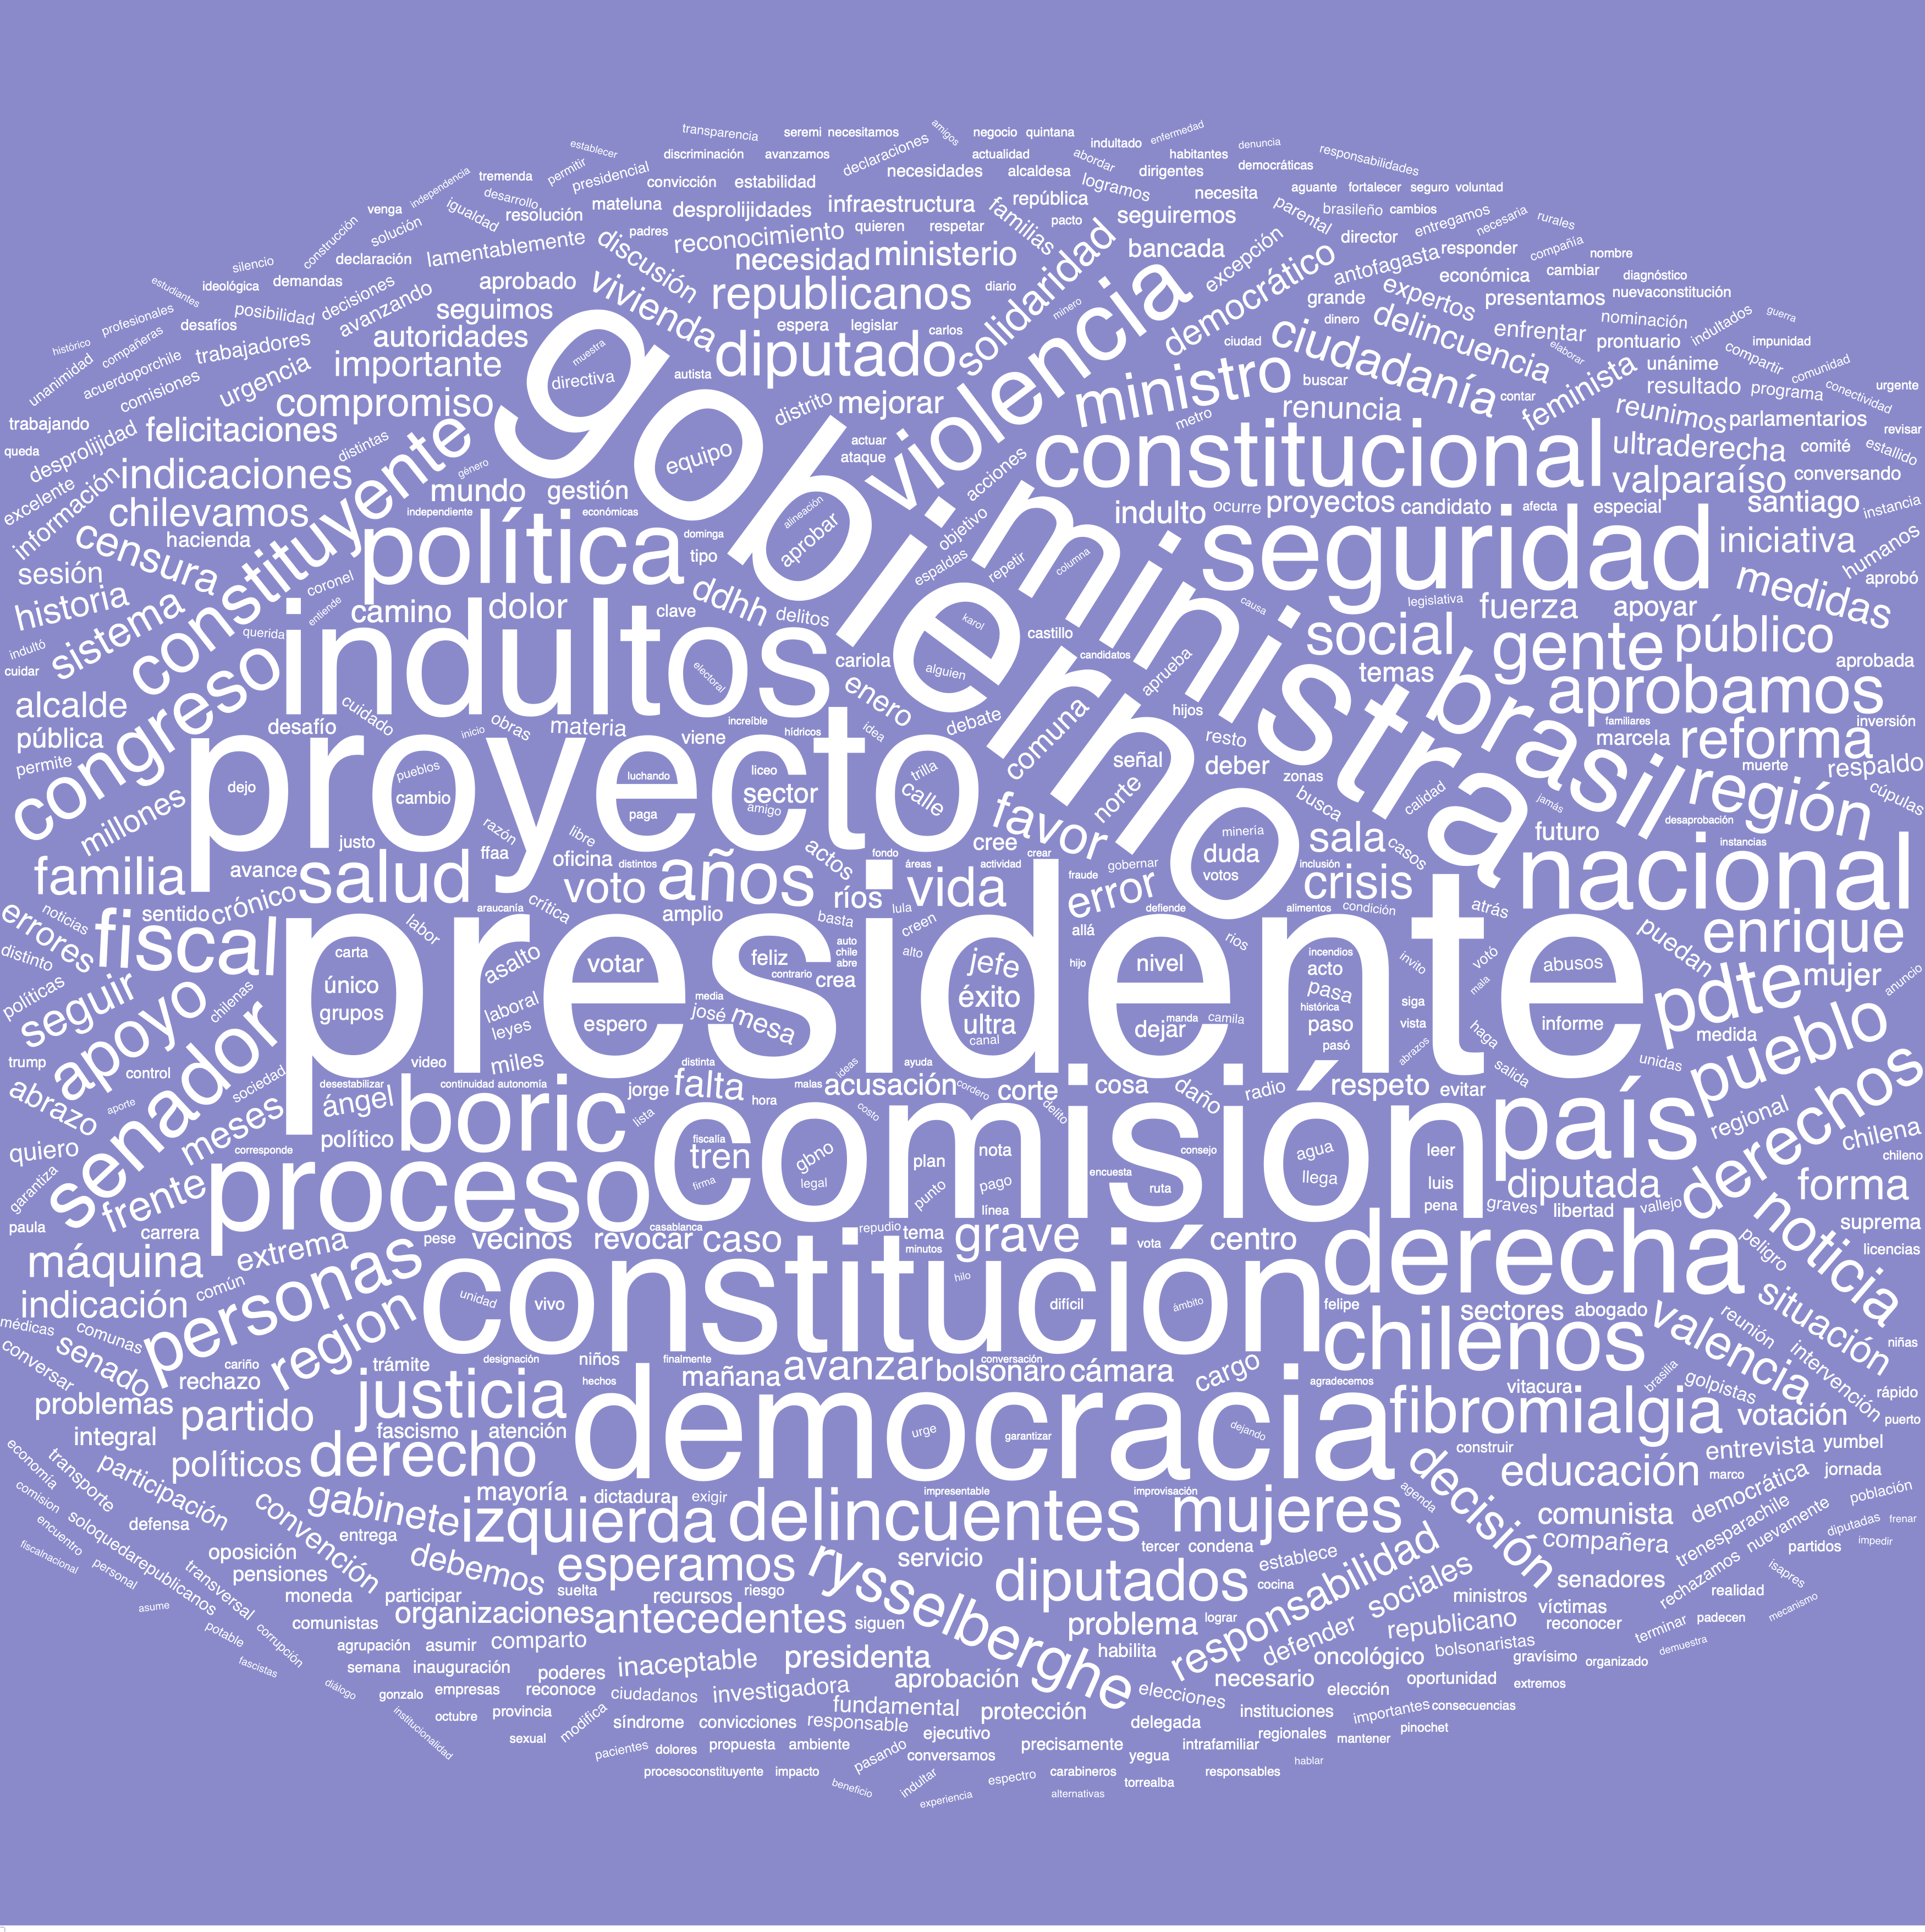 transparencia
seremi
necesitamos
amigos
negocio
quintana
indultado
enfermedad
denuncia
responsabilidades
establecer
discriminación
avanzamos
declaraciones
actualidad
abordar
habitantes
democráticas
independencia
tremenda
permitir
presidencial
convicción
estabilidad
necesidades
alcaldesa
logramos
dirigentes
necesita
aguante
fortalecer
seguro
voluntad
construcción
venga
igualdad
desarrollo
resolución
mateluna
desprolijidades
infraestructura
familias
república
pacto
seguiremos
parental
brasileño
cambios
entregamos
necesaria
rurales
solución
declaración
lamentablemente
padres
discusión
reconocimiento
quieren
respetar
solidaridad
bancada
excepción
democrático
director
antofagasta
responder
compañía
nombre
silencio
ideológica
demandas
decisiones
avanzando
aprobado
vivienda
necesidad
ministerio
republicanos
diario
minero
violencia
grande
expertos
económica
cambiar
presentamos
diagnóstico
nuevaconstitución
estudiantes
profesionales
desafíos
posibilidad
seguimos
autoridades
gobierno
muestra
directiva
espera
legislar
carlos
diputado
ciudad
dinero
ciudadanía
delincuencia
enfrentar
elaborar
nominación
prontuario
indultados
guerra
impunidad
histórico
compañeras
unanimidad
acuerdoporchile
trabajadores
comisiones
urgencia
importante
autista
distrito
mejorar
ministro
buscar
renuncia
metro
contar
feminista
unánime
resultado
compartir
programa
comunidad
conectividad
urgente
trabajando
queda
desprolijidad
felicitaciones
compromiso
distintas
equipo
actuar
ataque
acciones
constitucional
reunimos
parlamentarios
revisar
ultraderecha
comité
estallido
excelente
información
indicaciones
constituyente
género
mundo
gestión
independiente
económicas
alineación
aprobar
objetivo
ministra
indulto
ocurre
proyectos
candidato
afecta
especial
valparaíso
conversando
santiago
instancia
chilevamos
hacienda
censura
sesión
historia
sistema
coronel
entiende
política
dominga
tipo
ddhh
delitos
espaldas
repetir
columna
seguridad
iniciativa
humanos
medidas
aprobó
indultó
cuidar
querida
camino
dolor
clave
indultos
electoral
cariola
alguien
karol
castillo
candidatos
causa
legislativa
social
temas
fuerza
apoyar
gente
público
aprobada
alcalde
pública
permite
congreso
desafío
cuidado
inicio
obras
materia
viene
increíble
hídricos
enero
idea
debate
comuna
aprueba
hijos
resto
brasil
aprobamos
familiares
marcela
reforma
inversión
muerte
respaldo
cúpulas
millones
proyecto
dejo
pueblos
cambio
luchando
paga
liceo
sector
amigo
trilla
calle
favor
señal
norte
deber
zonas
busca
calidad
jamás
futuro
desaprobación
instancias
región
familia
justo
avance
salud
razón
ffaa
libre
oficina
distintos
voto
años
actos
fondo
áreas
actividad
crear
cree
vida
gobernar
fraude
error
minería
duda
votos
inclusión
sala
casos
crisis
nacional
errores
noticias
distinto
sentido
crónico
fiscal
labor
araucanía
crítica
amplio
ríos
basta
lula
creen
defiende
allá
alimentos
condición
atrás
puedan
enrique
políticas
seguir
apoyo
chilenas
presidente
carta
único
grupos
asalto
laboral
leyes
votar
espero
feliz
contrario
auto
chile
abre
crea
alto
jefe
éxito
ultra
canal
hijo
nivel
dejar
manda
camila
rios
incendios
acto
pasa
histórica
paso
pasó
invito
siga
vista
votó
mala
haga
abusos
informe
pdte
mujer
anuncio
medida
trump
control
abrazo
aporte
senador
sociedad
meses
media
josé
mesa
video
miles
distinta
desestabilizar
continuidad
autonomía
ángel
político
boric
jorge
lista
falta
hora
malas
ideas
acusación
ayuda
cordero
costo
corte
delito
cosa
daño
radio
respeto
abrazos
evitar
salida
unidas
pueblo
país
regional
derechos
chilena
chileno
quiero
garantiza
paula
frente
corresponde
carrera
proceso
comisión
fiscalía
tren
firma
gbno
legal
plan
punto
nota
pago
línea
encuesta
consejo
ruta
agua
llega
leer
luis
pena
diputada
graves
libertad
vallejo
forma
suprema
licencias
máquina
indicación
común
extrema
pese
vecinos
casablanca
revocar
caso
repudio
tema
minutos
grave
vota
centro
derecha
peligro
noticia
personas
region
constitución
unidad
vivo
hilo
difícil
ámbito
felipe
sectores
abogado
chilenos
valencia
reunión
situación
niñas
médicas
comunas
conversar
senado
cariño
rechazo
trámite
designación
niños
hechos
finalmente
mañana
avanzar
bolsonaro
conversación
cámara
cargo
agradecemos
vitacura
brasilia
golpistas
intervención
rápido
puerto
problemas
integral
partido
justicia
fascismo
atención
democracia
urge
garantizar
dejando
fibromialgia
votación
construir
entrevista
yumbel
economía
transporte
políticos
derecho
mayoría
dictadura
exigir
impresentable
improvisación
agenda
decisión
educación
marco
democrática
jornada
población
comision
participación
defensa
convención
gabinete
entrega
izquierda
delincuentes
mujeres
comunista
compañera
trenesparachile
nuevamente
diputadas
frenar
encuentro
fiscalnacional
soloquedarepublicanos
personal
transversal
oposición
pensiones
debemos
esperamos
servicio
tercer
condena
establece
partidos
impedir
asume
moneda
participar
suelta
recursos
riesgo
rysselberghe
diputados
cocina
responsabilidad
sociales
ministros
senadores
rechazamos
realidad
isapres
mecanismo
potable
corrupción
comunistas
organizaciones
antecedentes
siguen
problema
lograr
defender
republicano
víctimas
reconocer
terminar
padecen
fascistas
agrupación
asumir
comparto
habilita
oncológico
bolsonaristas
gravísimo
organizado
demuestra
diálogo
semana
inauguración
poderes
inaceptable
presidenta
gonzalo
empresas
reconoce
ciudadanos
investigadora
aprobación
elecciones
necesario
elección
oportunidad
extremos
institucionalidad
octubre
provincia
modifica
síndrome
convicciones
responsable
fundamental
ejecutivo
protección
delegada
instituciones
regionales
importantes
consecuencias
mantener
pinochet
sexual
pacientes
dolores
propuesta
ambiente
pasando
conversamos
precisamente
yegua
intrafamiliar
hablar
procesoconstituyente
impacto
beneficio
indultar
experiencia
espectro
carabineros
alternativas
torrealba
responsables